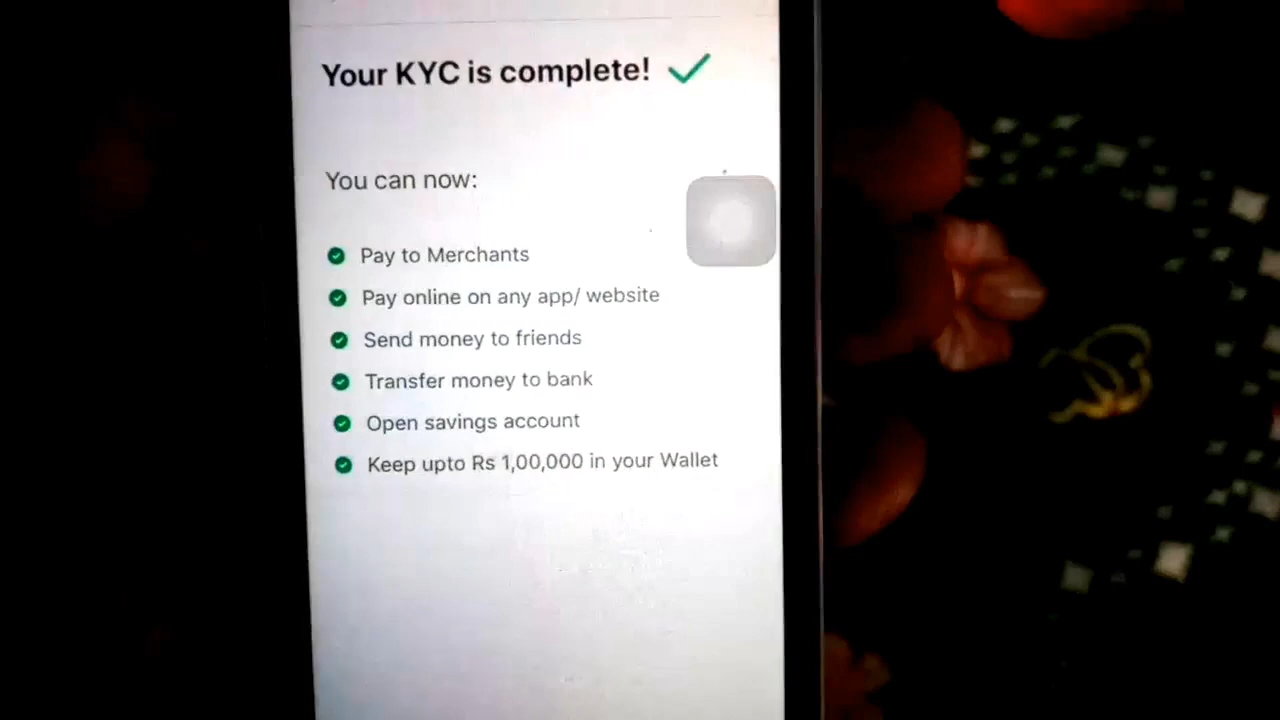 Your KYC is complete!
You can now:
Pay to Merchants
Pay online on any app/ website
Send money to friends
Transfer money to bank
Open savings account
Keep upto Rs 1,00,000 in your Wallet